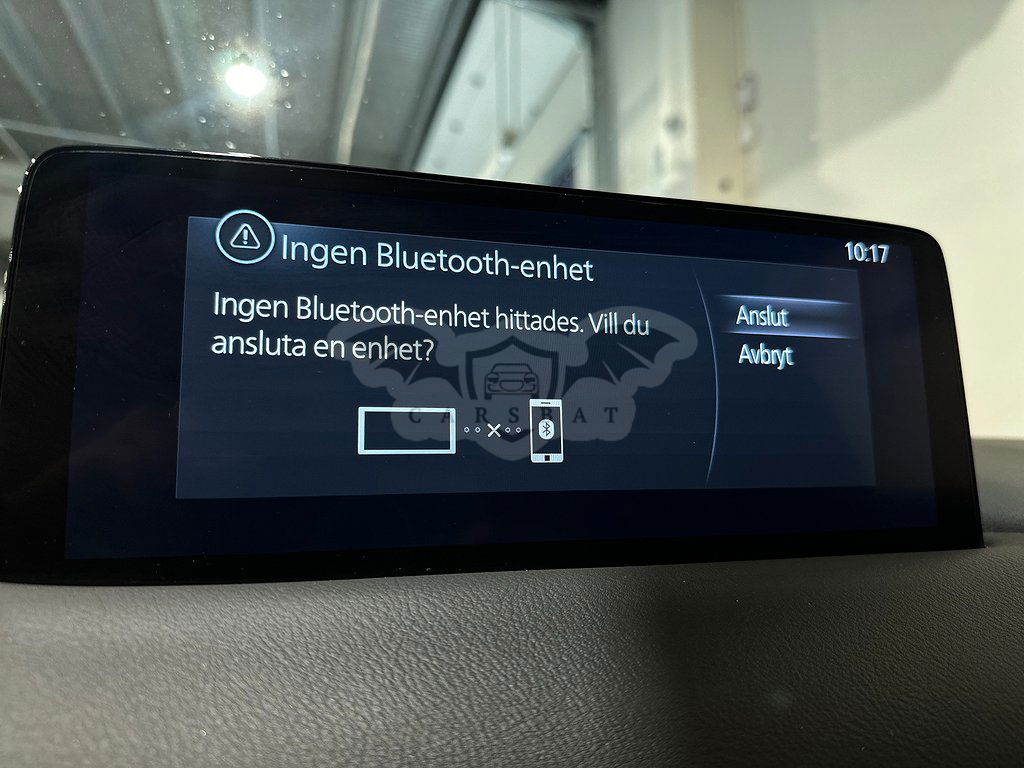 Ingen Bluetooth-enhet
10:17
Ingen Bluetooth-enhet hittades. Vill du
ansluta en enhet?
Anslut
Avbryt
CARSBAT